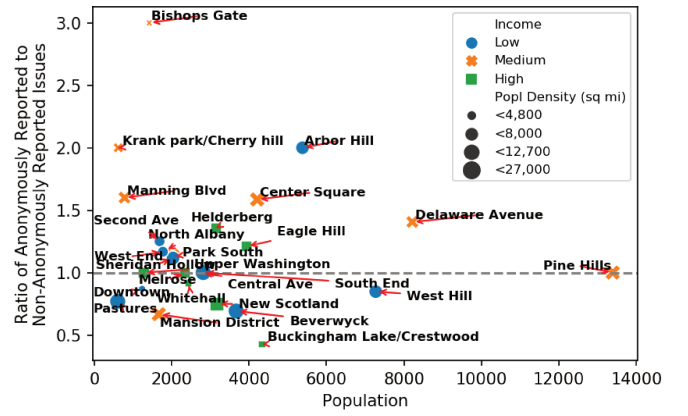 Bishops Gate
3.0
Income
Low
Medium
High
Popl Density (sq mi)
<4,800
<8,000
<12,700
<27,000
2.5
2.0
Krank park/Cherry hill
Arbor Hill
Manning Blvd
Center Square
1.5
Second Ave
Helderberg
Delaware Avenue
North Albany
Eagle Hill
West End
Park South
Sheridan Hollow
Upper Washington
Pine Hills
1.0
Melrose
Central Ave
South End
Downtown
Whitehall
New Scotland
West Hill
Pastures
Mansion District
Beverwyck
0.5
Buckingham Lake/Crestwood
Ratio of Anonymously Reported to
Non-Anonymously Reported Issues
0
2000
4000
6000
8000
10000
12000
14000
Population